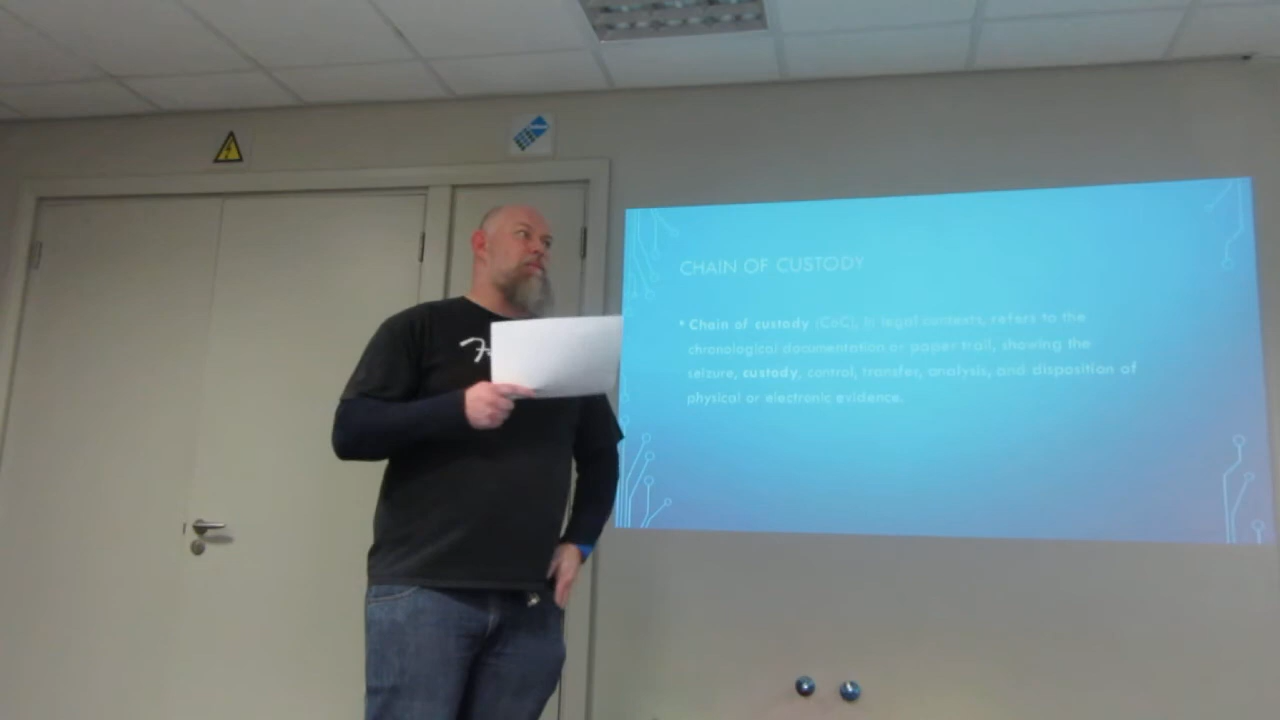 CHAIN OF CUSTODY
• Chain of custody (CoC), in legal contexts, refers to the
chronological documentation or paper trail, showing the
seizure, custody, control, transfer, analysis, and disposition of
physical or electronic evidence.